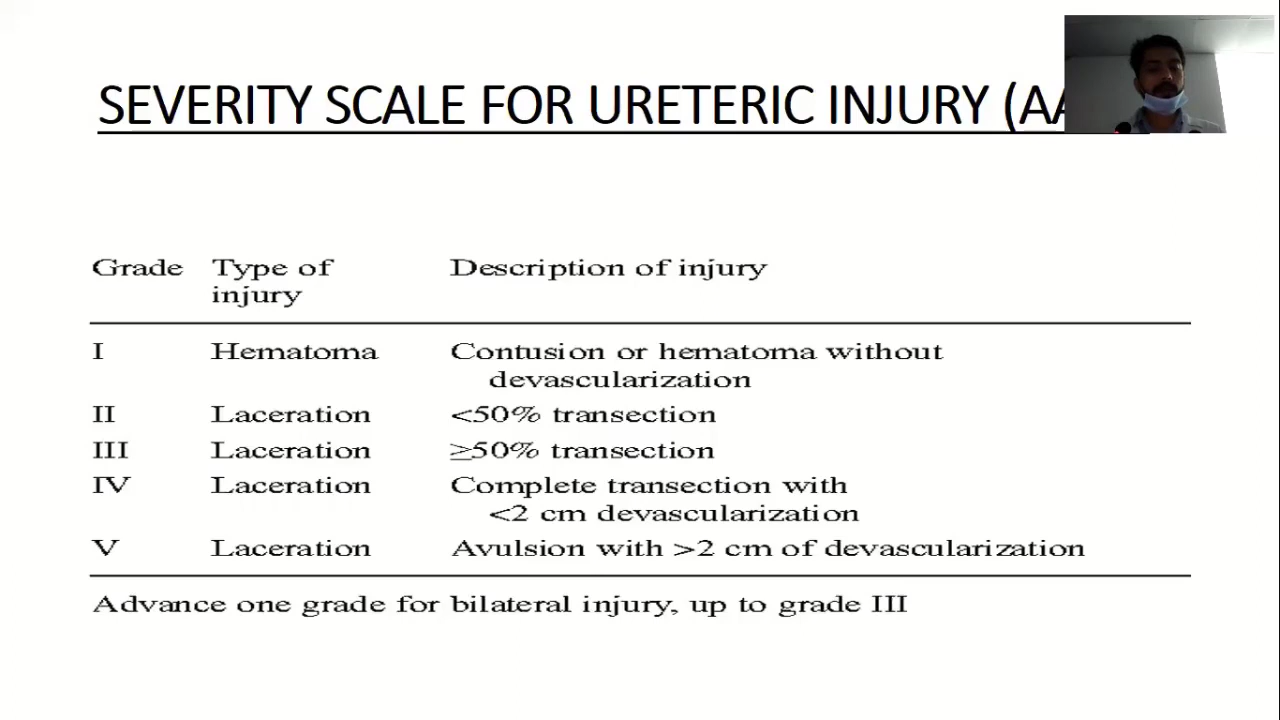 SEVERITY SCALE FOR URETERIC INJURY
Grade Type of injury Description of injury
I Hematoma Contusion or hematoma without
devascularization
II Laceration <50% transection
III Laceration ≥50% transection
IV Laceration Complete transection with
<2 cm devascularization
V Laceration Avulsion with >2 cm of devascularization
Advance one grade for bilateral injury, up to grade III